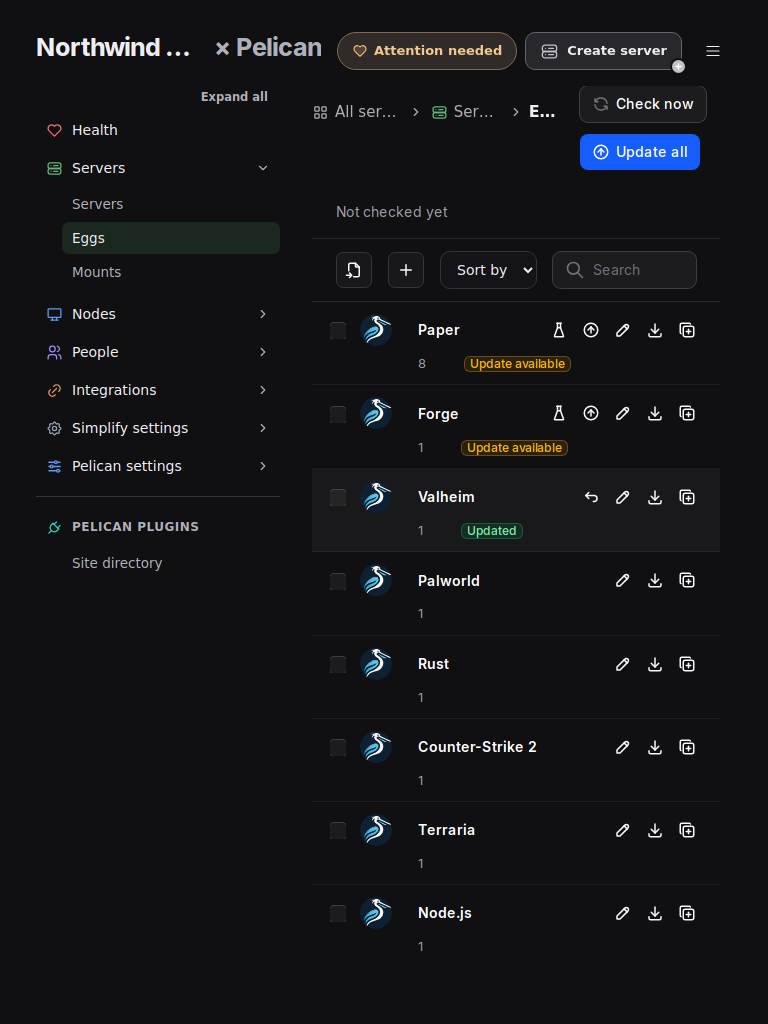 Northwind ... × Pelican
Attention needed
Create server
Expand all
Health
Servers
Servers
Eggs
Mounts
Nodes
People
Integrations
Simplify settings
Pelican settings
PELICAN PLUGINS
Site directory
All ser... > Ser... > E...
Check now
Update all
Not checked yet
Sort by
Search
Paper
8 Update available
Forge
1 Update available
Valheim
1 Updated
Palworld
1
Rust
1
Counter-Strike 2
1
Terraria
1
Node.js
1